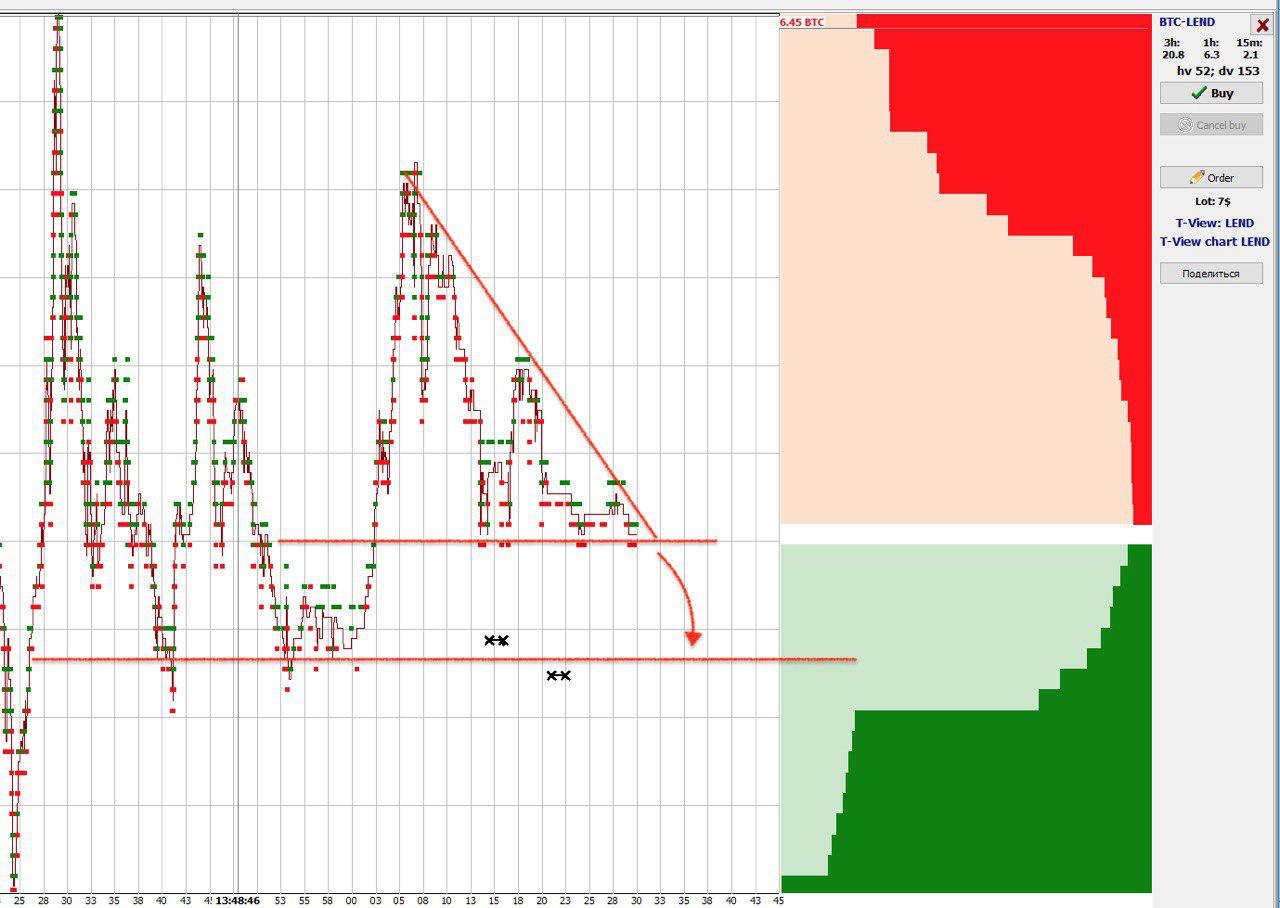 6.45 BTC
BTC-LEND
3h: 1h: 15m:
20.8 6.3 2.1
hv 52; dv 153
Buy
Cancel buy
Order
Lot: 7$
T-View: LEND
T-View chart LEND
Поделиться
25 28 30 33 35 38 40 43 13:48:46 53 55 58 00 03 05 08 10 13 15 18 20 23 25 28 30 33 35 38 40 43 45